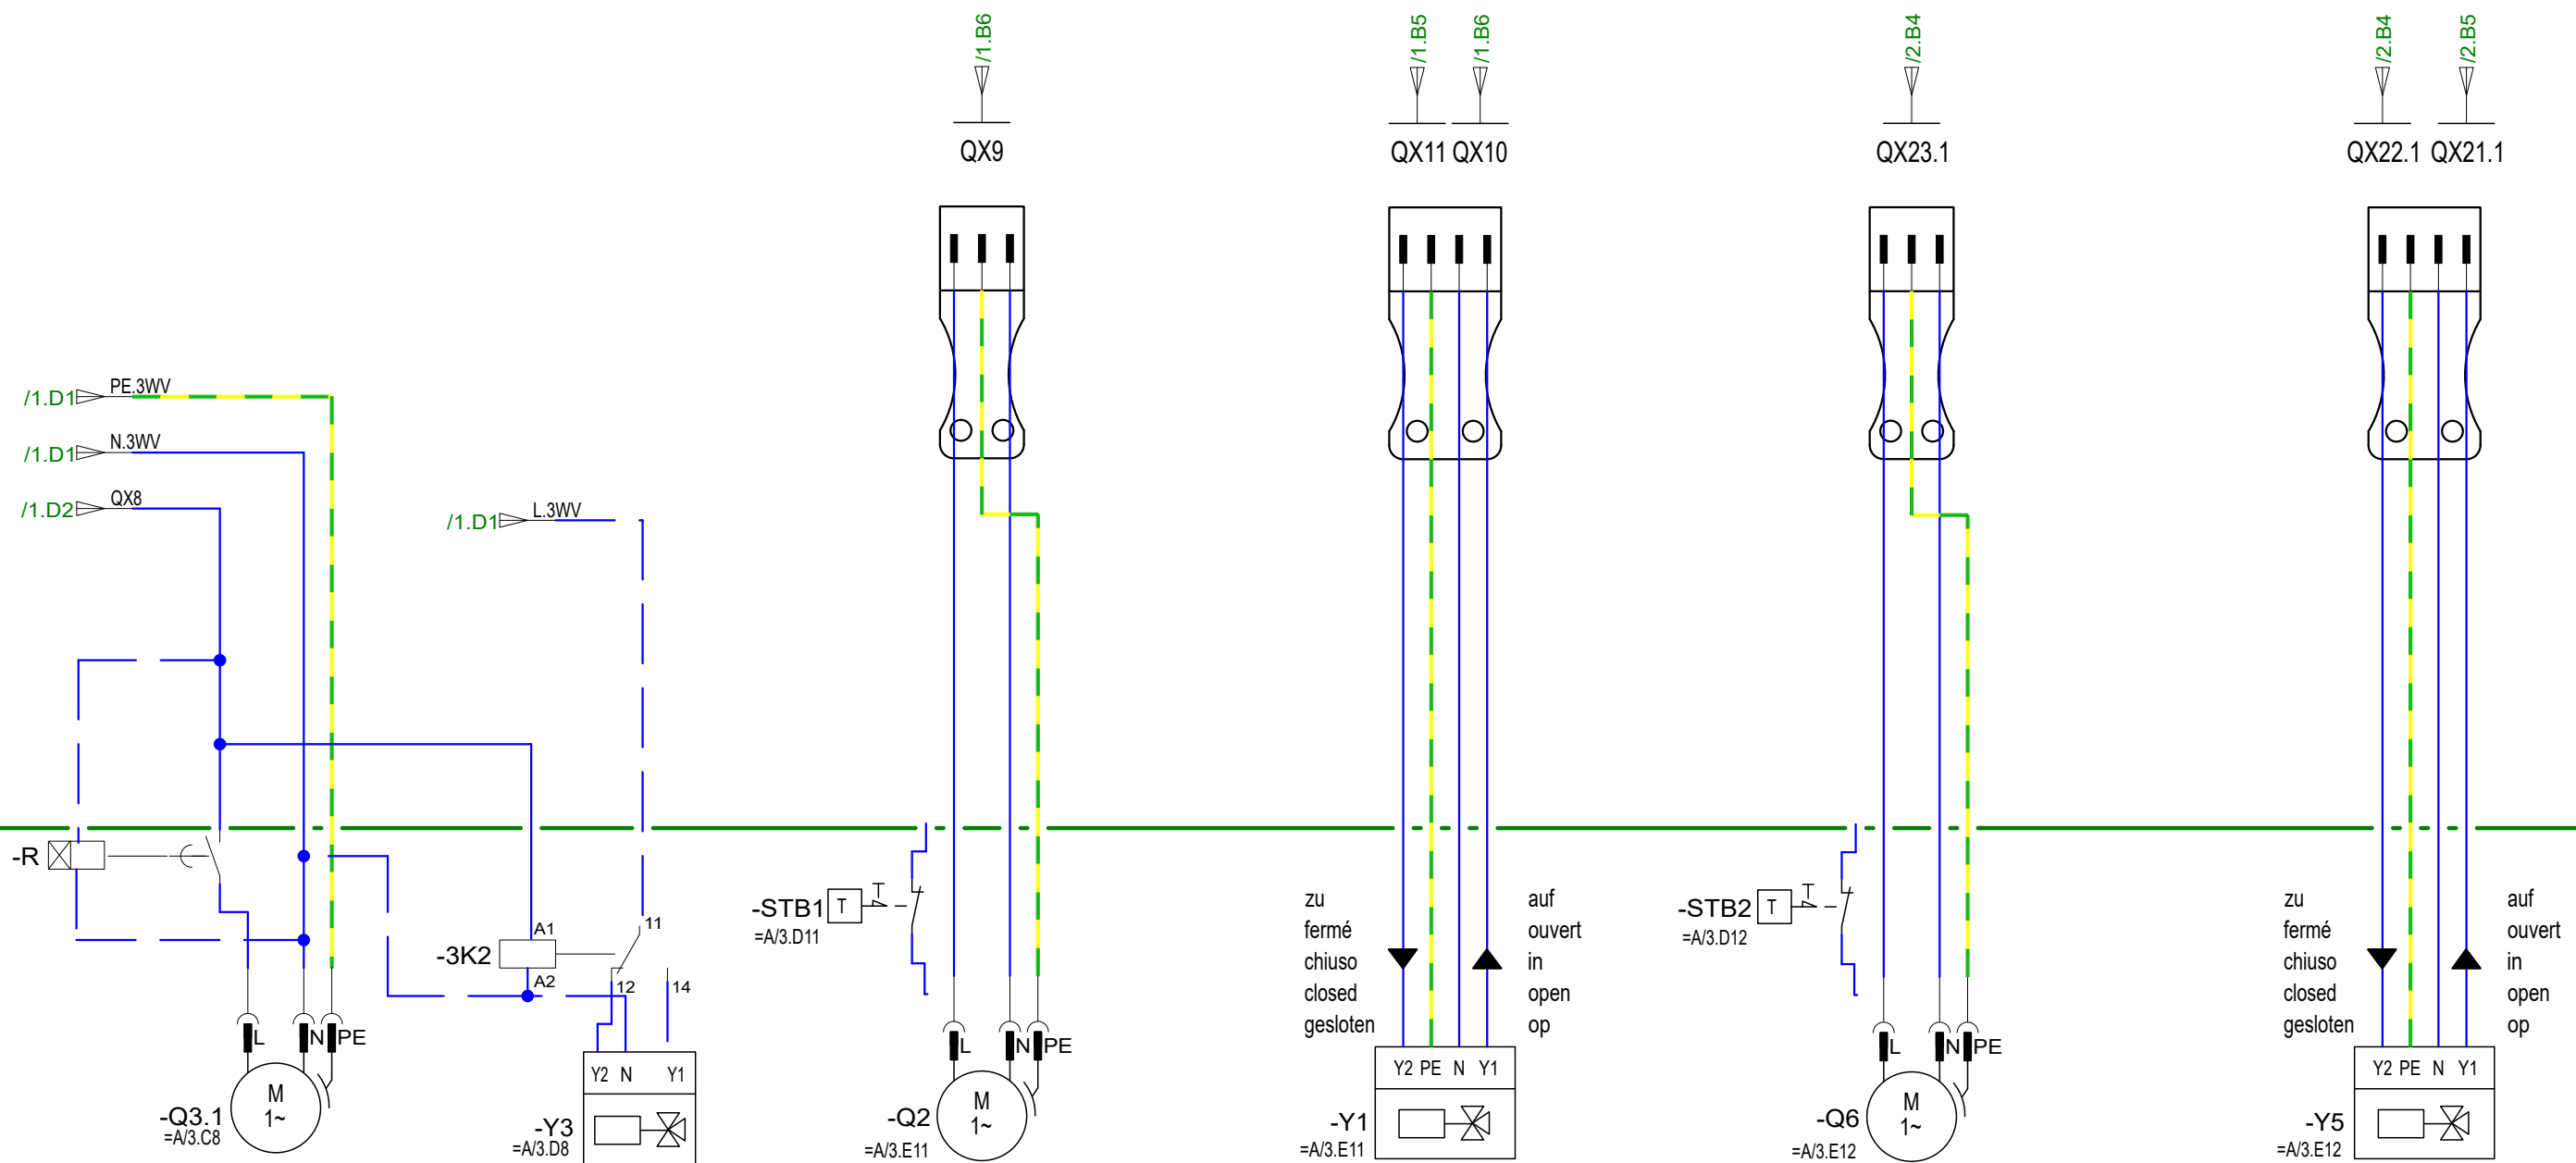 /1.B6
/1.B5
/1.B6
/2.B4
/2.B4
/2.B5
QX9
QX11 QX10
QX23.1
QX22.1 QX21.1
/1.D1 PE.3WV
/1.D1 N.3WV
/1.D2 QX8
/1.D1 L.3WV
-R
-3K2
A1
A2
11
12
14
-STB1
T
=A/3.D11
zu
fermé
chiuso
closed
gesloten
auf
ouvert
in
open
op
-STB2
T
=A/3.D12
zu
fermé
chiuso
closed
gesloten
auf
ouvert
in
open
op
L N PE
M
1~
-Q3.1
=A/3.C8
Y2 N Y1
-Y3
=A/3.D8
L N PE
M
1~
-Q2
=A/3.E11
Y2 PE N Y1
-Y1
=A/3.E11
L N PE
M
1~
-Q6
=A/3.E12
Y2 PE N Y1
-Y5
=A/3.E12